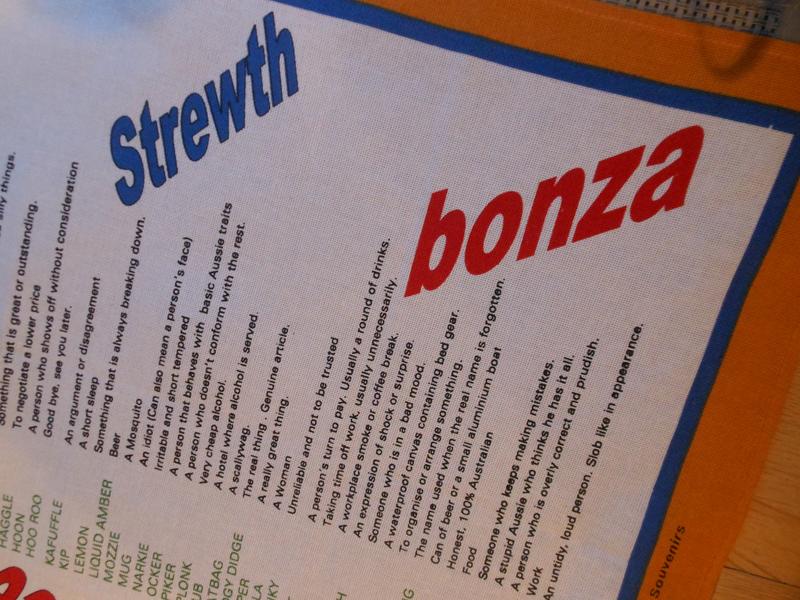 Strewth
bonza
silly things.
Something that is great or outstanding.
HAGGLE To negotiate a lower price
HOON A person who shows off without consideration
HOO ROO Good bye, see you later.
KAFUFFLE An argument or disagreement
KIP A short sleep
LEMON Something that is always breaking down.
LIQUID AMBER Beer
MOZZIE A Mosquito
MUG An idiot (Can also mean a person's face)
NARKIE Irritable and short tempered
OCKER A person that behaves with basic Aussie traits
PIKER A person who doesn't conform with the rest.
PLONK Very cheap alcohol.
UB A hotel where alcohol is served.
ATBAG A scallywag.
GY DIDGE The real thing. Genuine article.
PER A really great thing.
LA A Woman
NKY Unreliable and not to be trusted
A person's turn to pay. Usually a round of drinks.
Taking time off work, usually unnecessarily.
A workplace smoke or coffee break.
An expression of shock or surprise.
Someone who is in a bad mood.
A waterproof canvas containing bed gear.
To organise or arrange something.
The name used when the real name is forgotten.
Can of beer or a small aluminium boat
Honest, 100% Australian
Food
Someone who keeps making mistakes.
A stupid Aussie who thinks he has it all.
A person who is overly correct and prudish.
Work
An untidy, loud person. Slob like in appearance.
Souvenirs